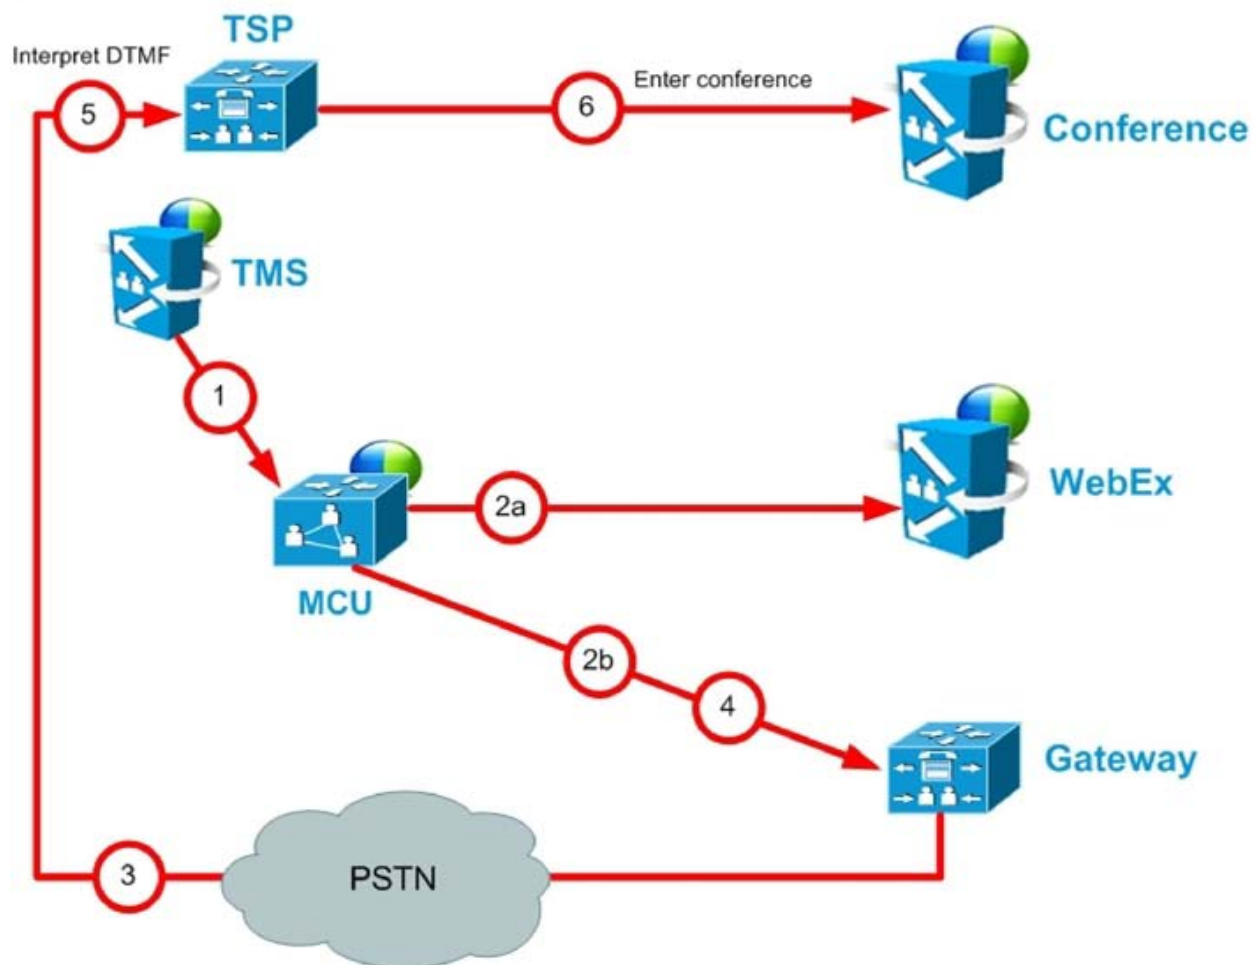 TSP
Interpret DTMF
5
6
Enter conference
Conference
TMS
1
2a
WebEx
MCU
2b
4
Gateway
3
PSTN